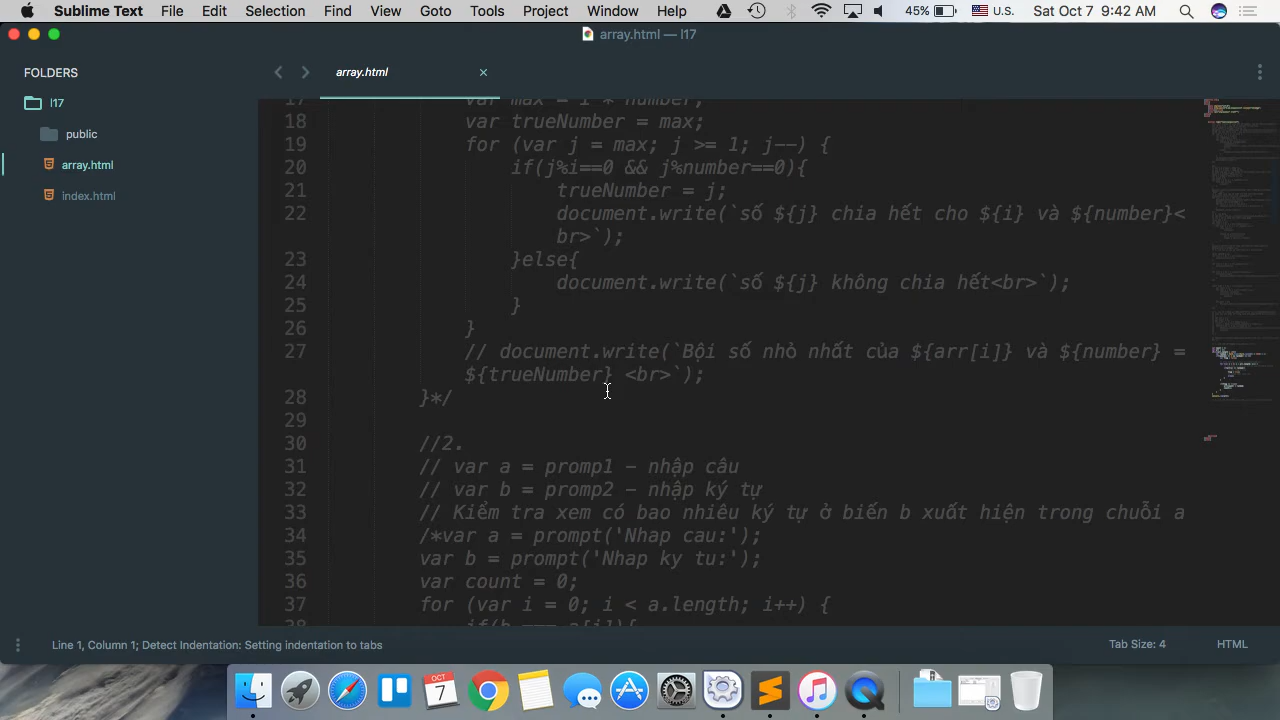 Sublime Text File Edit Selection Find View Goto Tools Project Window Help 45% U.S. Sat Oct 7 9:42 AM
array.html — l17
FOLDERS
l17
public
array.html
index.html
array.html
17 var max = i * number;
18 var trueNumber = max;
19 for (var j = max; j >= 1; j--) {
20 if(j%i==0 && j%number==0){
21 trueNumber = j;
22 document.write(`số ${j} chia hết cho ${i} và ${number}<
br>`);
23 }else{
24 document.write(`số ${j} không chia hết<br>`);
25 }
26 }
27 // document.write(`Bội số nhỏ nhất của ${arr[i]} và ${number} =
${trueNumber} <br>`);
28 }*/
29
30 //2.
31 // var a = promp1 - nhập câu
32 // var b = promp2 - nhập ký tự
33 // Kiểm tra xem có bao nhiêu ký tự ở biến b xuất hiện trong chuỗi a
34 /*var a = prompt('Nhap cau:');
35 var b = prompt('Nhap ky tu:');
36 var count = 0;
37 for (var i = 0; i < a.length; i++) {
38 if(b === a[i]){
Line 1, Column 1; Detect Indentation: Setting indentation to tabs
Tab Size: 4
HTML
OCT
7